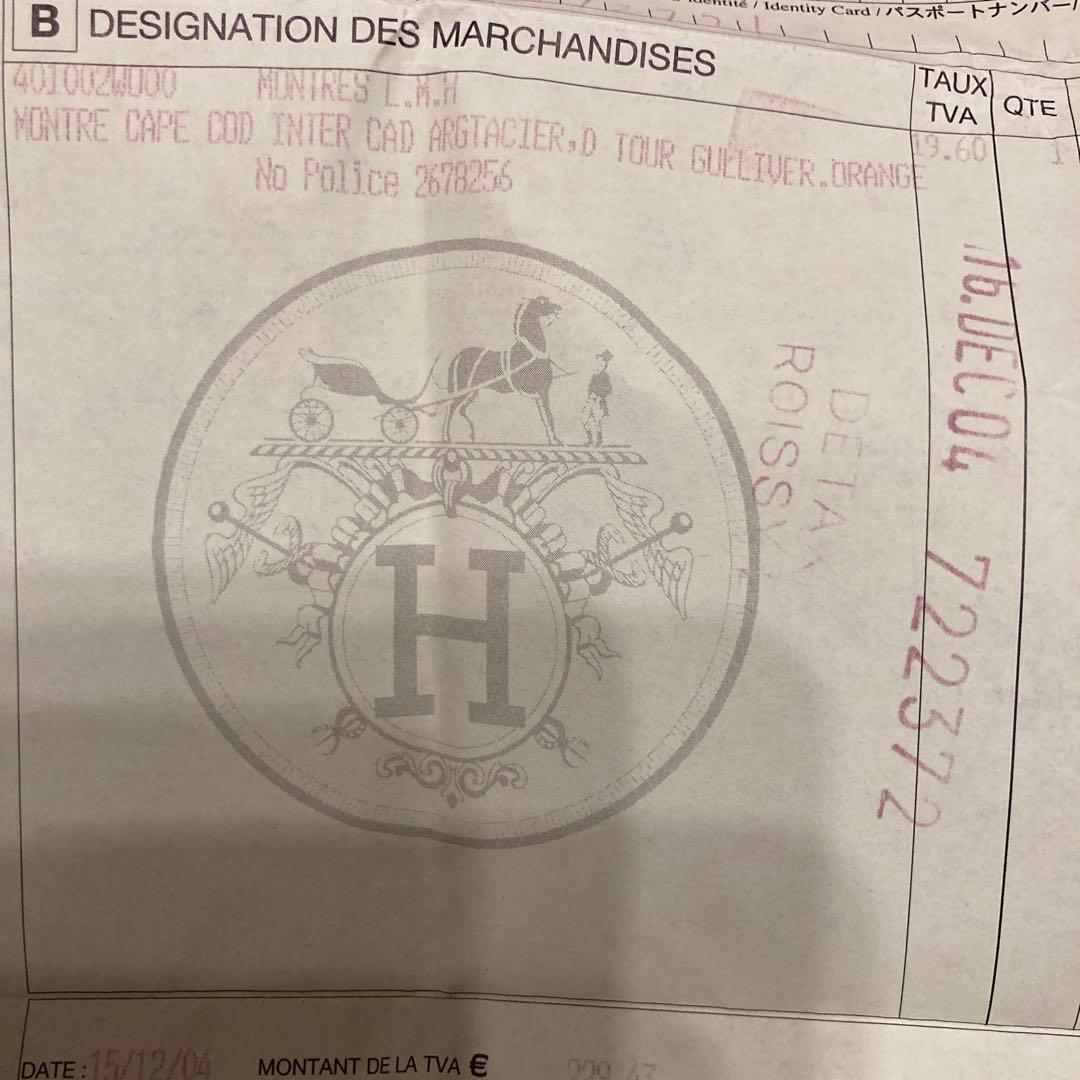 Identité / Identity Card / パスポートナンバー/
B DESIGNATION DES MARCHANDISES
TAUX TVA
QTE
401002W000 MONTRES L.M.H
MONTRE CAPE COD INTER CAD ARGTACIER,D TOUR GULLIVER.ORANGE
19.60 1
No Police 2678256
16.DEC 04 722372
DETAX
ROISSY
H
DATE : 15/12/04 MONTANT DE LA TVA €